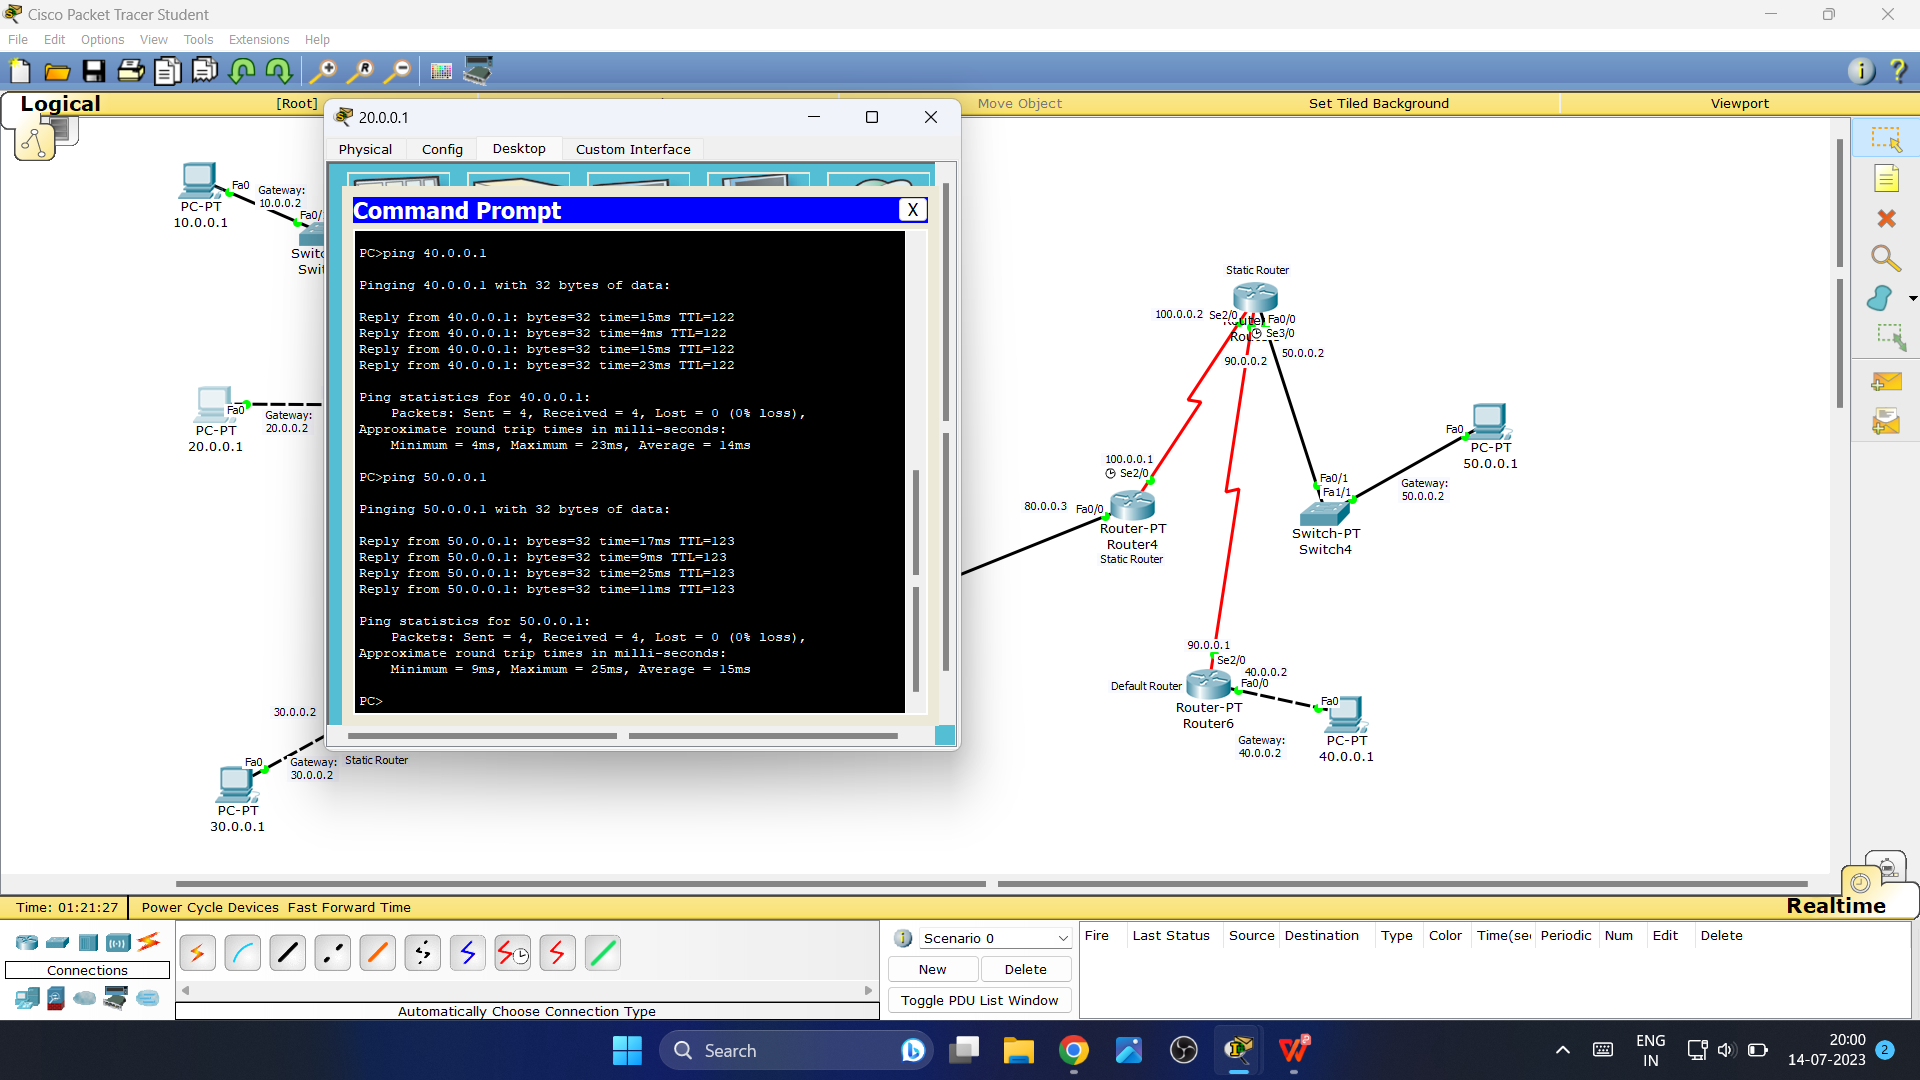 Cisco Packet Tracer Student
File Edit Options View Tools Extensions Help
Logical [Root] Move Object Set Tiled Background Viewport
20.0.0.1
Physical Config Desktop Custom Interface
Command Prompt X
PC>ping 40.0.0.1
Pinging 40.0.0.1 with 32 bytes of data:
Reply from 40.0.0.1: bytes=32 time=15ms TTL=122
Reply from 40.0.0.1: bytes=32 time=4ms TTL=122
Reply from 40.0.0.1: bytes=32 time=15ms TTL=122
Reply from 40.0.0.1: bytes=32 time=23ms TTL=122
Ping statistics for 40.0.0.1:
Packets: Sent = 4, Received = 4, Lost = 0 (0% loss),
Approximate round trip times in milli-seconds:
Minimum = 4ms, Maximum = 23ms, Average = 14ms
PC>ping 50.0.0.1
Pinging 50.0.0.1 with 32 bytes of data:
Reply from 50.0.0.1: bytes=32 time=17ms TTL=123
Reply from 50.0.0.1: bytes=32 time=9ms TTL=123
Reply from 50.0.0.1: bytes=32 time=25ms TTL=123
Reply from 50.0.0.1: bytes=32 time=11ms TTL=123
Ping statistics for 50.0.0.1:
Packets: Sent = 4, Received = 4, Lost = 0 (0% loss),
Approximate round trip times in milli-seconds:
Minimum = 9ms, Maximum = 25ms, Average = 15ms
PC>
Fa0
Gateway:
10.0.0.2
PC-PT
10.0.0.1
Fa0/
Switc
Swit
Fa0
Gateway:
20.0.0.2
PC-PT
20.0.0.1
30.0.0.2
Fa0
Gateway:
30.0.0.2
Static Router
PC-PT
30.0.0.1
Static Router
100.0.0.2 Se2/0
Fa0/0
Se3/0
90.0.0.2
50.0.0.2
100.0.0.1
Se2/0
80.0.0.3 Fa0/0
Router-PT
Router4
Static Router
Fa0/1
Fa1/1
Switch-PT
Switch4
Fa0
PC-PT
50.0.0.1
Gateway:
50.0.0.2
90.0.0.1
Se2/0
40.0.0.2
Fa0/0
Default Router
Router-PT
Router6
Fa0
Gateway:
40.0.0.2
PC-PT
40.0.0.1
Time: 01:21:27 Power Cycle Devices Fast Forward Time
Realtime
Connections
Automatically Choose Connection Type
Scenario 0
New Delete
Toggle PDU List Window
Fire Last Status Source Destination Type Color Time(se Periodic Num Edit Delete
Search
ENG
IN
20:00
14-07-2023
2